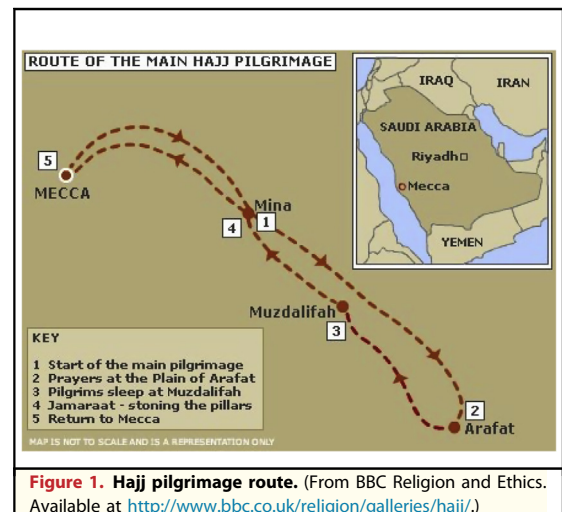 ROUTE OF THE MAIN HAJJ PILGRIMAGE
IRAQ
IRAN
SAUDI ARABIA
Riyadh
Mecca
YEMEN
5
MECCA
Mina
4
1
Muzdalifah
3
2
Arafat
KEY
1 Start of the main pilgrimage
2 Prayers at the Plain of Arafat
3 Pilgrims sleep at Muzdalifah
4 Jamaraat - stoning the pillars
5 Return to Mecca
MAP IS NOT TO SCALE AND IS A REPRESENTATION ONLY
Figure 1. Hajj pilgrimage route. (From BBC Religion and Ethics.
Available at http://www.bbc.co.uk/religion/galleries/hajj/.)